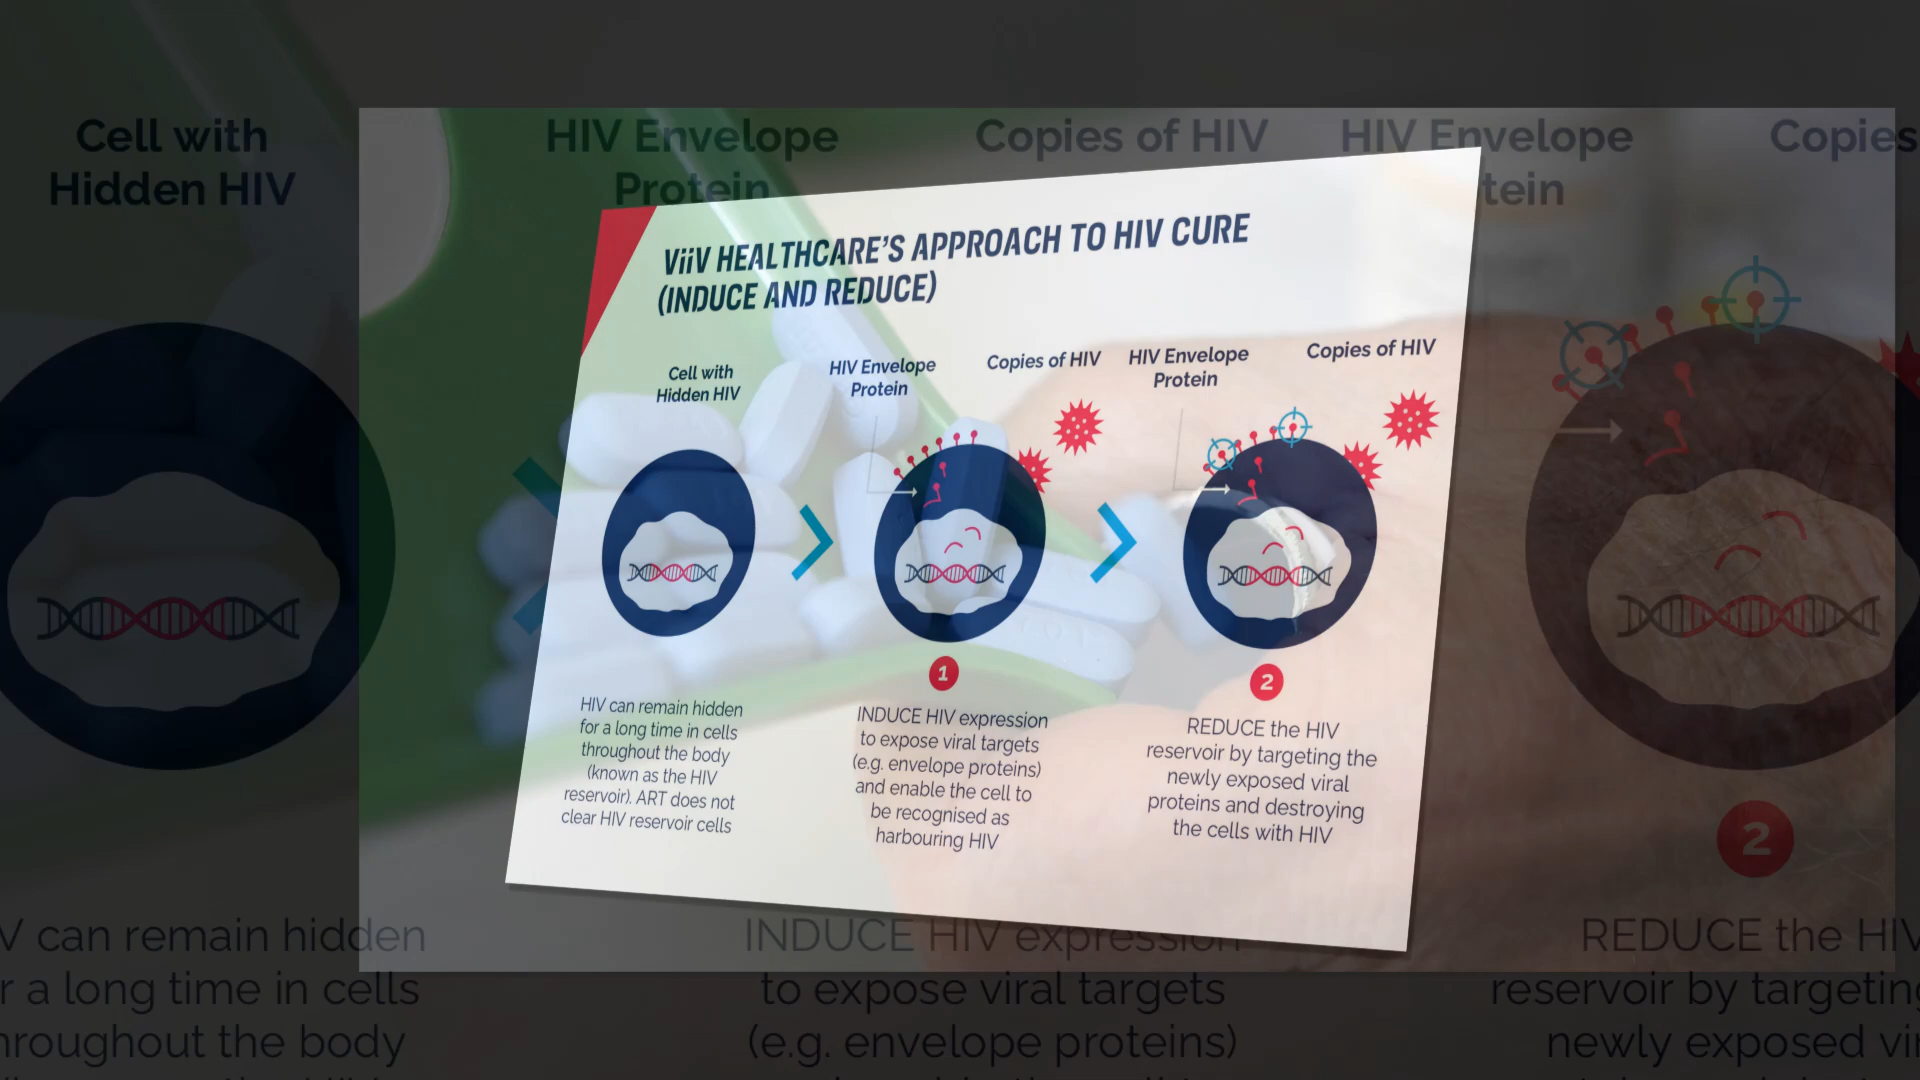 Cell with
Hidden HIV
HIV Envelope
Protein
Copies of HIV
HIV Envelope
tein
Copies
ViiV HEALTHCARE'S APPROACH TO HIV CURE
(INDUCE AND REDUCE)
Cell with
Hidden HIV
HIV Envelope
Protein
Copies of HIV
HIV Envelope
Protein
Copies of HIV
1
2
HIV can remain hidden
for a long time in cells
throughout the body
(known as the HIV
reservoir). ART does not
clear HIV reservoir cells
INDUCE HIV expression
to expose viral targets
(e.g. envelope proteins)
and enable the cell to
be recognised as
harbouring HIV
REDUCE the HIV
reservoir by targeting the
newly exposed viral
proteins and destroying
the cells with HIV
2
V can remain hidden
r a long time in cells
hroughout the body
INDUCE HIV expression
to expose viral targets
(e.g. envelope proteins)
REDUCE the HIV
reservoir by targeting
newly exposed vi